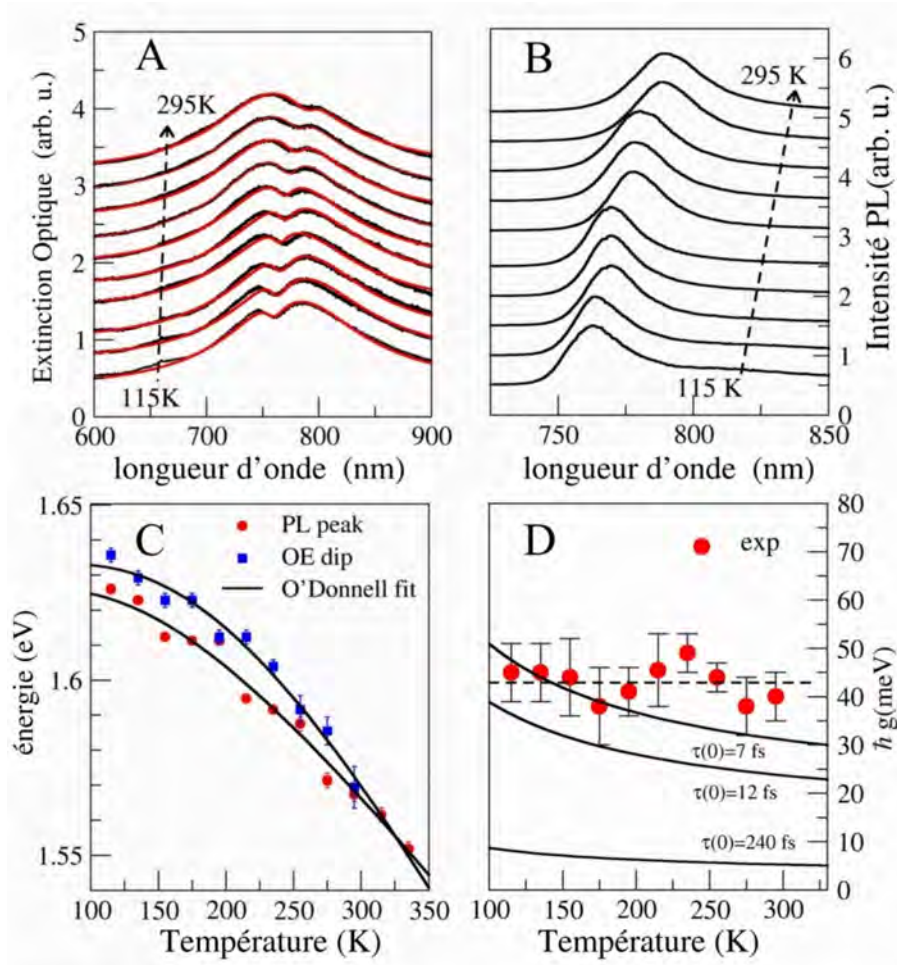 A
295K
115K
Extinction Optique (arb. u.)
5
4
3
2
1
0
600
700
800
900
longueur d'onde (nm)
B
295 K
115 K
Intensité PL(arb. u.)
6
5
4
3
2
1
0
750
800
850
longueur d'onde (nm)
C
PL peak
OE dip
O'Donnell fit
énergie (eV)
1.65
1.6
1.55
100
150
200
250
300
350
Température (K)
D
exp
τ(0)=7 fs
τ(0)=12 fs
τ(0)=240 fs
ħ g(meV)
80
70
60
50
40
30
20
10
0
100
150
200
250
300
Température (K)